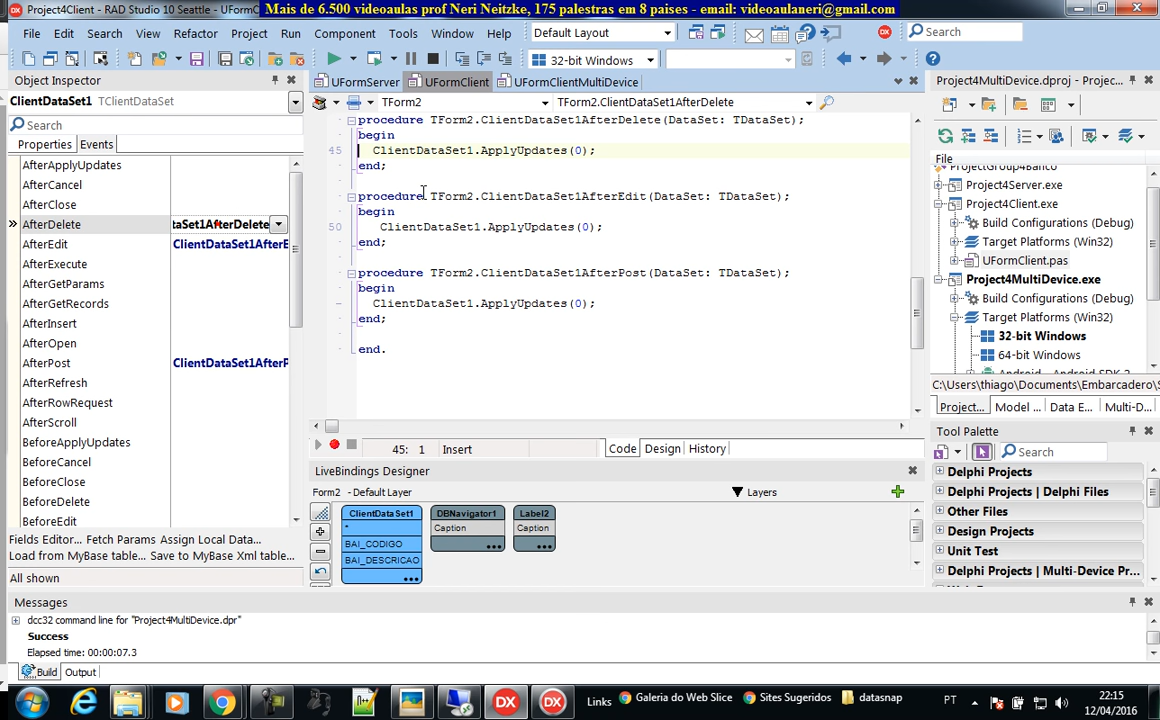 Project4Client - RAD Studio 10 Seattle - UFormC
Mais de 6.500 videoaulas prof Neri Neitzke, 175 palestras em 8 paises - email: videoaulaneri@gmail.com
File Edit Search View Refactor Project Run Component Tools Window Help
Default Layout
Search
32-bit Windows
Object Inspector
ClientDataSet1 TClientDataSet
Search
Properties Events
AfterApplyUpdates
AfterCancel
AfterClose
AfterDelete taSet1AfterDelete
AfterEdit ClientDataSet1AfterE
AfterExecute
AfterGetParams
AfterGetRecords
AfterInsert
AfterOpen
AfterPost ClientDataSet1AfterP
AfterRefresh
AfterRowRequest
AfterScroll
BeforeApplyUpdates
BeforeCancel
BeforeClose
BeforeDelete
BeforeEdit
Fields Editor... Fetch Params Assign Local Data...
Load from MyBase table... Save to MyBase Xml table...
All shown
UFormServer UFormClient UFormClientMultiDevice
TForm2 TForm2.ClientDataSet1AfterDelete
procedure TForm2.ClientDataSet1AfterDelete(DataSet: TDataSet);
begin
45 ClientDataSet1.ApplyUpdates(0);
end;
procedure TForm2.ClientDataSet1AfterEdit(DataSet: TDataSet);
begin
50 ClientDataSet1.ApplyUpdates(0);
end;
procedure TForm2.ClientDataSet1AfterPost(DataSet: TDataSet);
begin
ClientDataSet1.ApplyUpdates(0);
end;
end.
45: 1 Insert
Code Design History
LiveBindings Designer
Form2 - Default Layer
Layers
ClientDataSet1
*
BAI_CODIGO
BAI_DESCRICAO
DBNavigator1
Caption
Label2
Caption
Project4MultiDevice.dproj - Projec...
File
ProjectGroup4Banco
Project4Server.exe
Project4Client.exe
Build Configurations (Debug)
Target Platforms (Win32)
UFormClient.pas
Project4MultiDevice.exe
Build Configurations (Debug)
Target Platforms (Win32)
32-bit Windows
64-bit Windows
C:\Users\thiago\Documents\Embarcadero\S
Project... Model ... Data E... Multi-D...
Tool Palette
Search
Delphi Projects
Delphi Projects | Delphi Files
Other Files
Design Projects
Unit Test
Delphi Projects | Multi-Device Pr...
Messages
dcc32 command line for "Project4MultiDevice.dpr"
Success
Elapsed time: 00:00:07.3
Build Output
Links Galeria do Web Slice Sites Sugeridos datasnap PT
22:15
12/04/2016